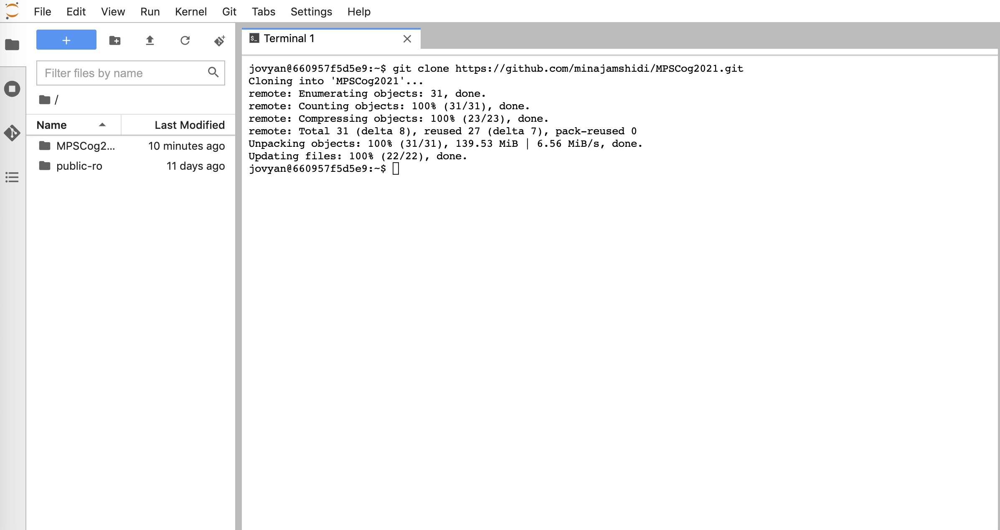 File Edit View Run Kernel Git Tabs Settings Help
+
Filter files by name
/
Name Last Modified
MPSCog2... 10 minutes ago
public-ro 11 days ago
$_ Terminal 1
jovyan@660957f5d5e9:~$ git clone https://github.com/minajamshidi/MPSCog2021.git
Cloning into 'MPSCog2021'...
remote: Enumerating objects: 31, done.
remote: Counting objects: 100% (31/31), done.
remote: Compressing objects: 100% (23/23), done.
remote: Total 31 (delta 8), reused 27 (delta 7), pack-reused 0
Unpacking objects: 100% (31/31), 139.53 MiB | 6.56 MiB/s, done.
Updating files: 100% (22/22), done.
jovyan@660957f5d5e9:~$